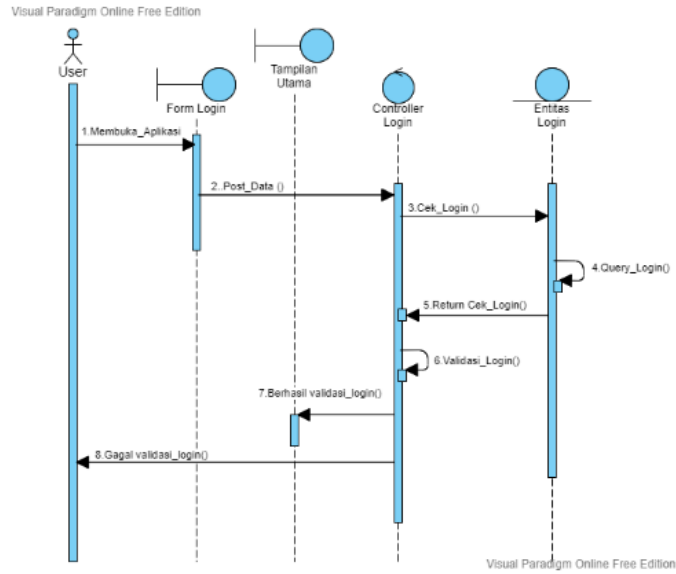 Visual Paradigm Online Free Edition
User
Form Login
Tampilan
Utama
Controller
Login
Entitas
Login
1.Membuka_Aplikasi
2..Post_Data ()
3.Cek_Login ()
4.Query_Login()
5.Return Cek_Login()
6.Validasi_Login()
7.Berhasil validasi_login()
8.Gagal validasi_login()
Visual Paradigm Online Free Edition